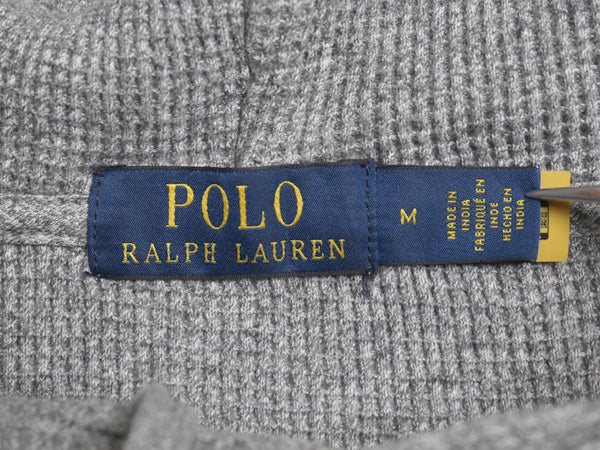 POLO
RALPH LAUREN
M
MADE IN
INDIA
FABRIQUÉ EN
INDE
HECHO EN
INDIA